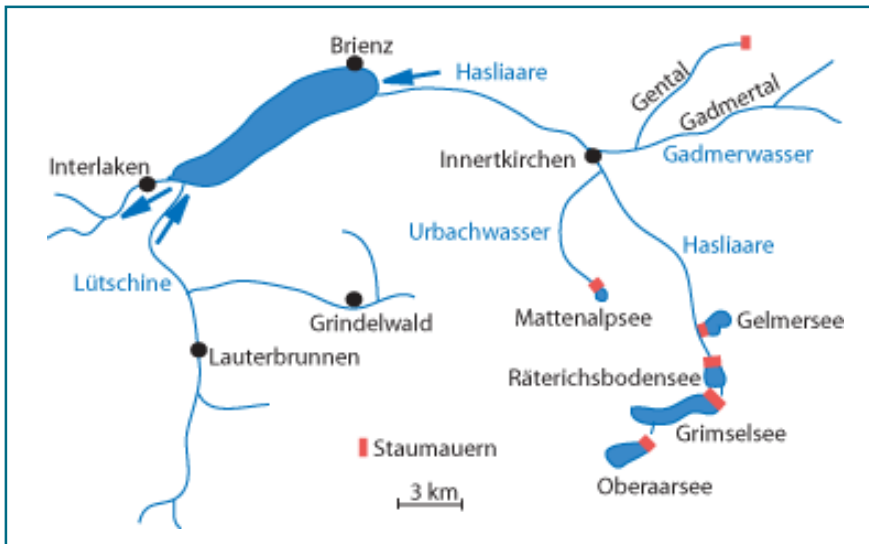 Brienz
Hasliaare
Gental
Gadmertal
Interlaken
Innertkirchen
Gadmerwasser
Urbachwasser
Hasliaare
Lütschine
Grindelwald
Mattenalpsee
Gelmersee
Lauterbrunnen
Räterichsbodensee
Grimselsee
Staumauern
Oberaarsee
3 km